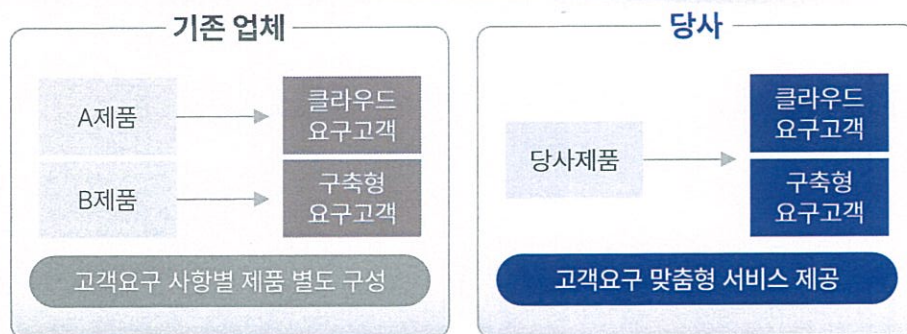 기존 업체
A제품
클라우드
요구고객
B제품
구축형
요구고객
고객요구 사항별 제품 별도 구성
당사
당사제품
클라우드
요구고객
구축형
요구고객
고객요구 맞춤형 서비스 제공